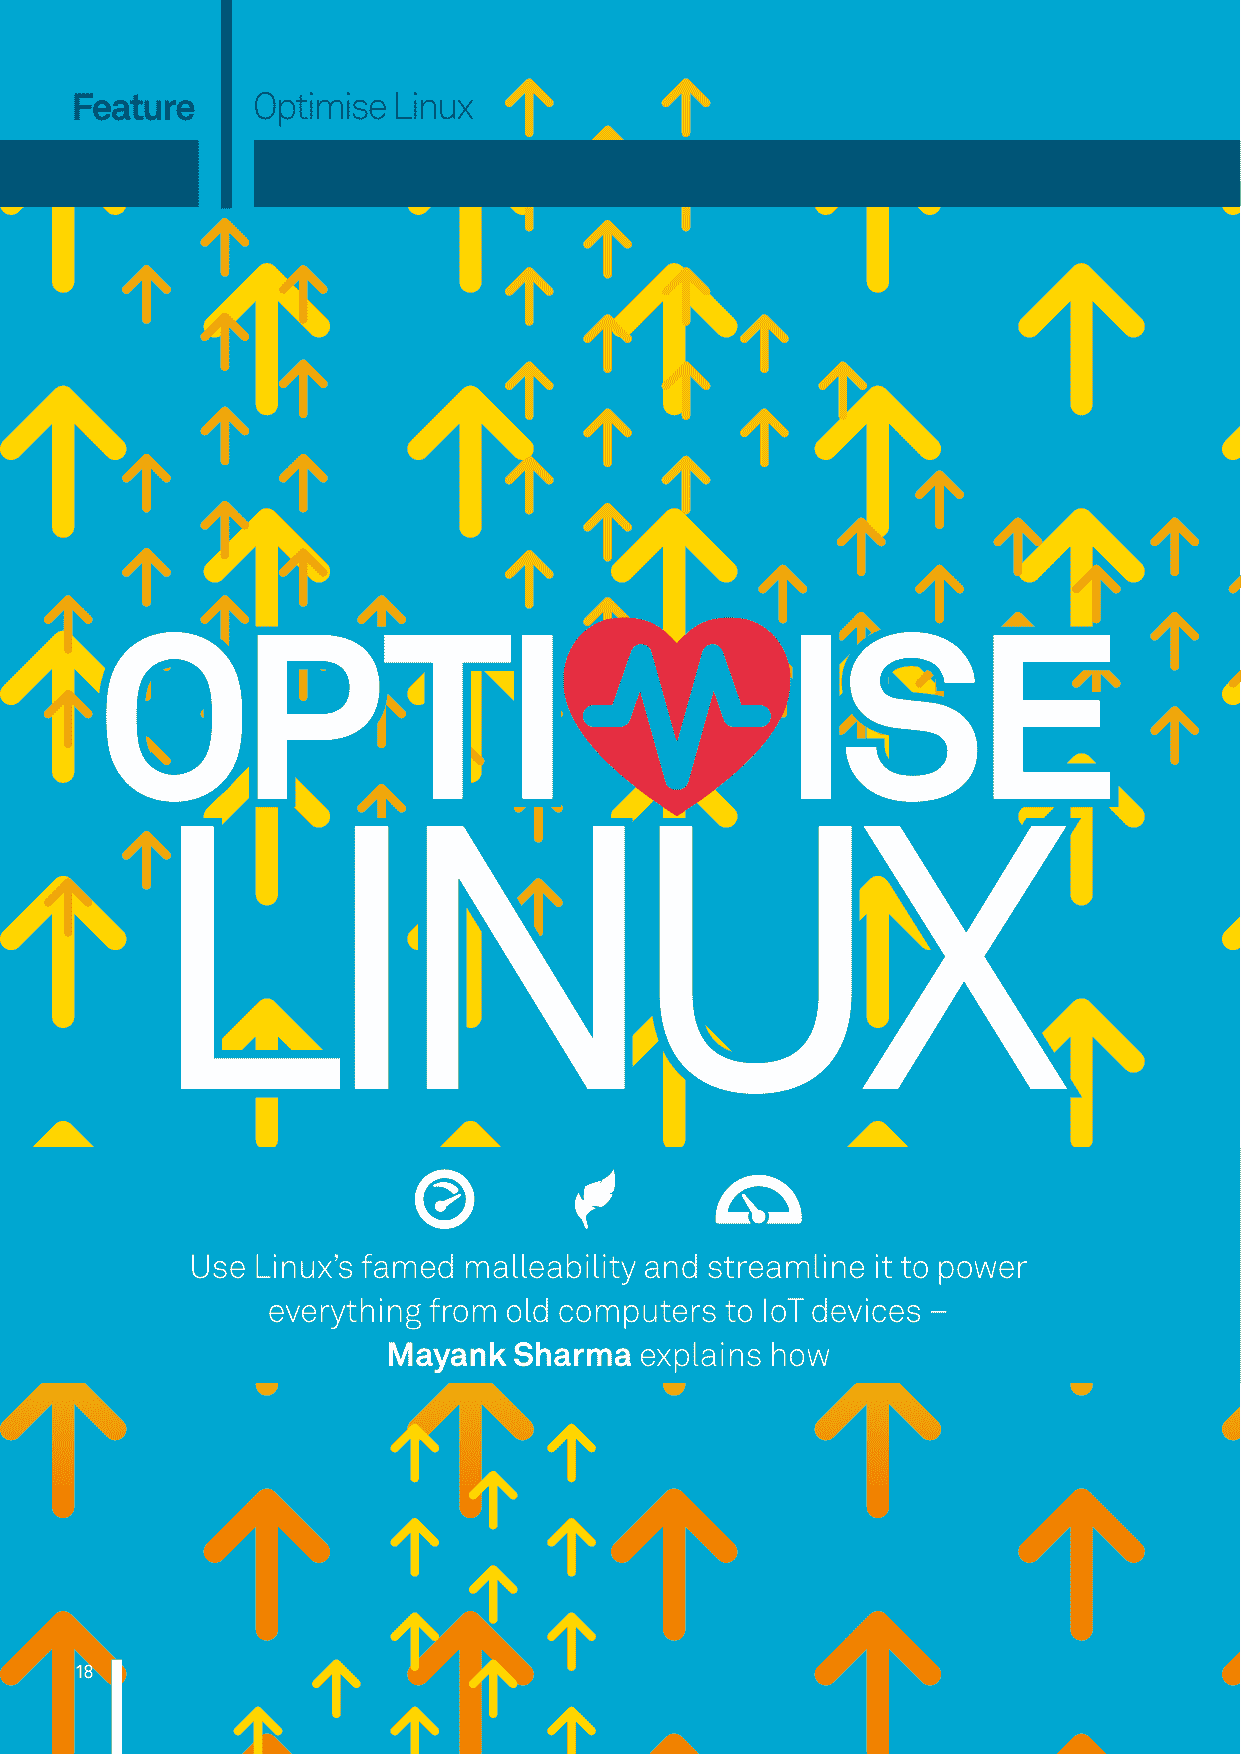 Feature
Optimise Linux
OPTIMISE
LINUX
Use Linux’s famed malleability and streamline it to power
everything from old computers to IoT devices –
Mayank Sharma explains how
18